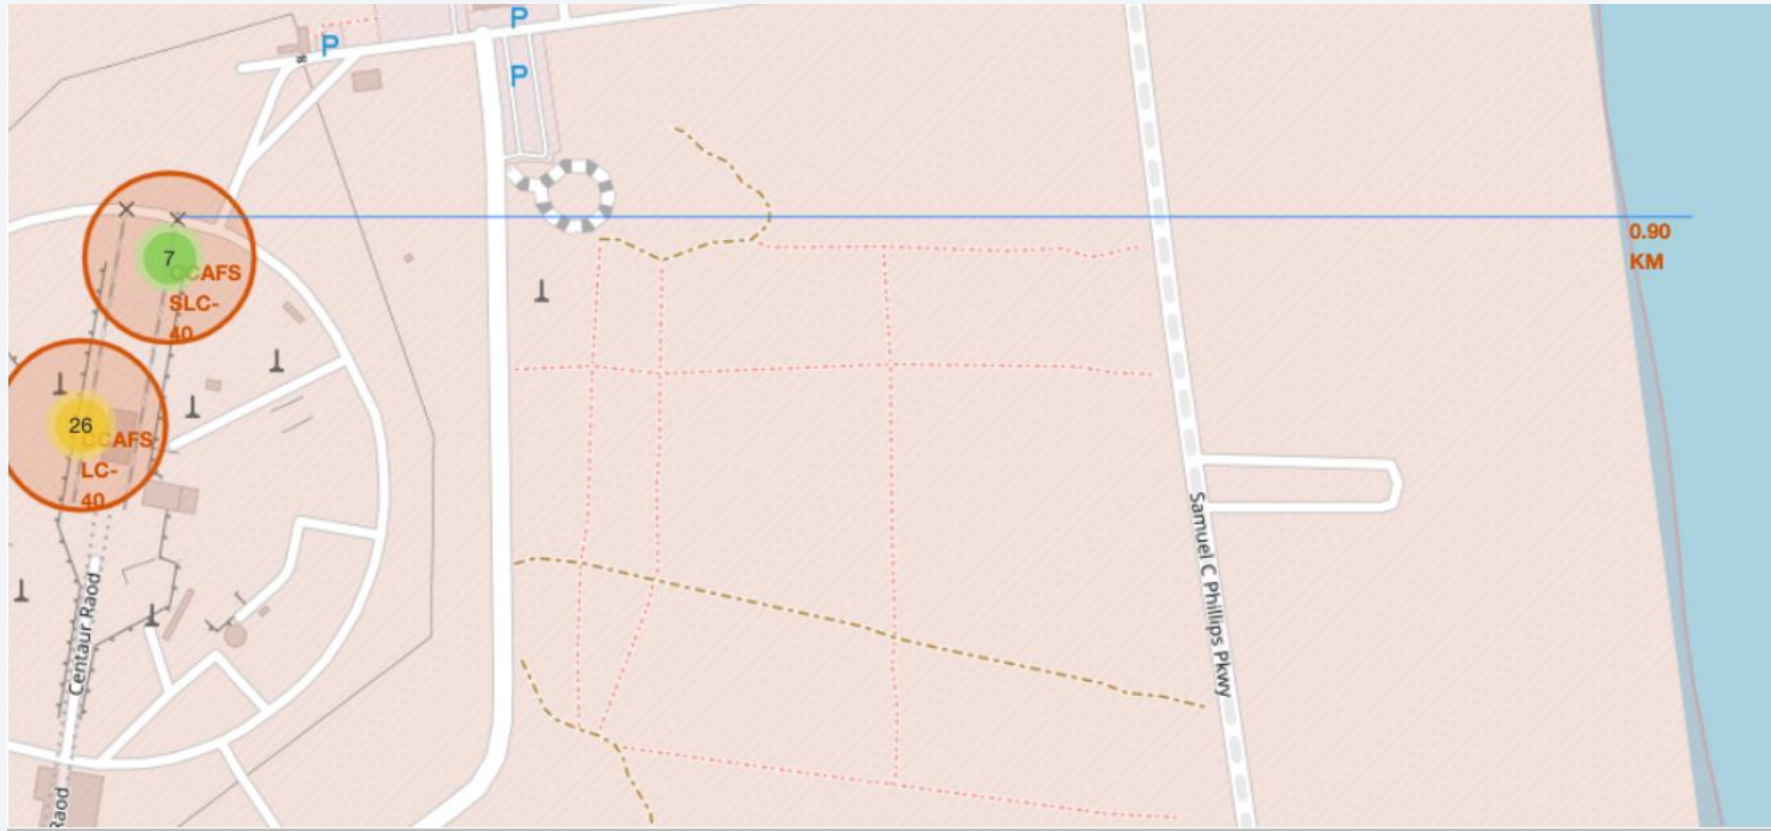 P
P
P
7
CCAFS
SLC-
40
0.90
KM
26
CCAFS
LC-
40
Samuel C Phillips Pkwy
Centaur Raod
Raod